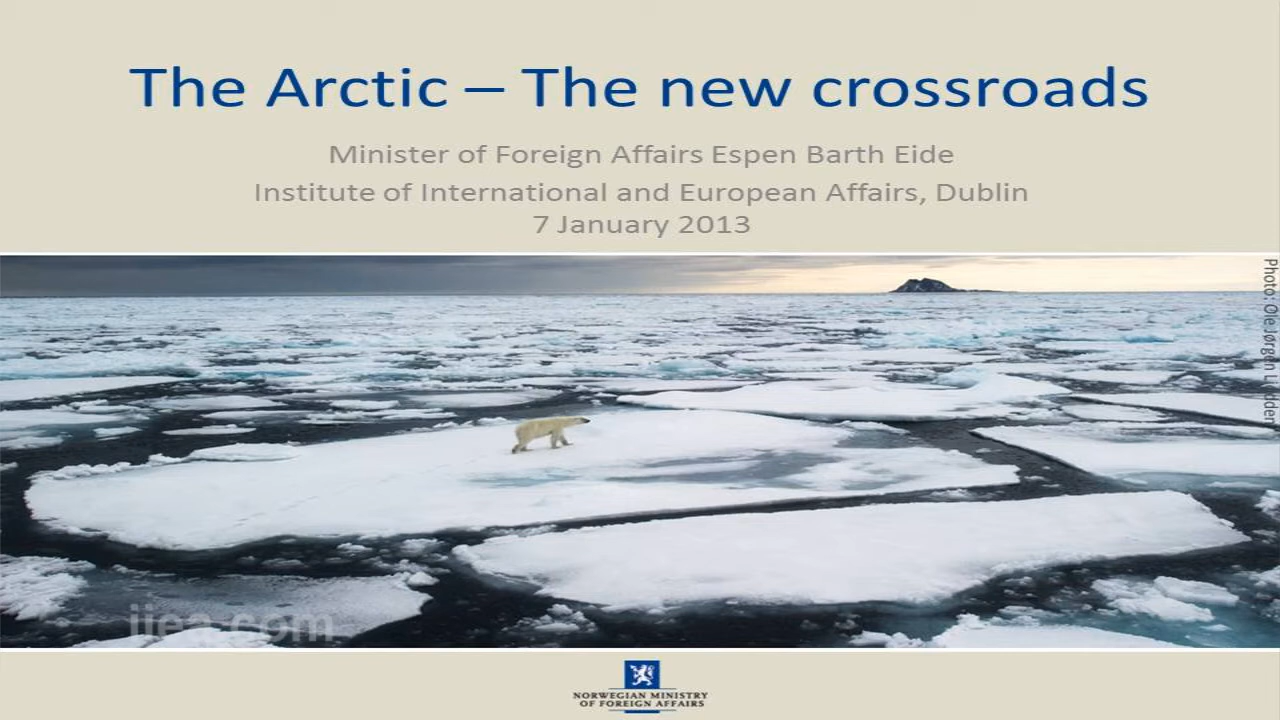 The Arctic – The new crossroads
Minister of Foreign Affairs Espen Barth Eide
Institute of International and European Affairs, Dublin
7 January 2013
Photo: Ole Jørgen
iiea.com
NORWEGIAN MINISTRY
OF FOREIGN AFFAIRS